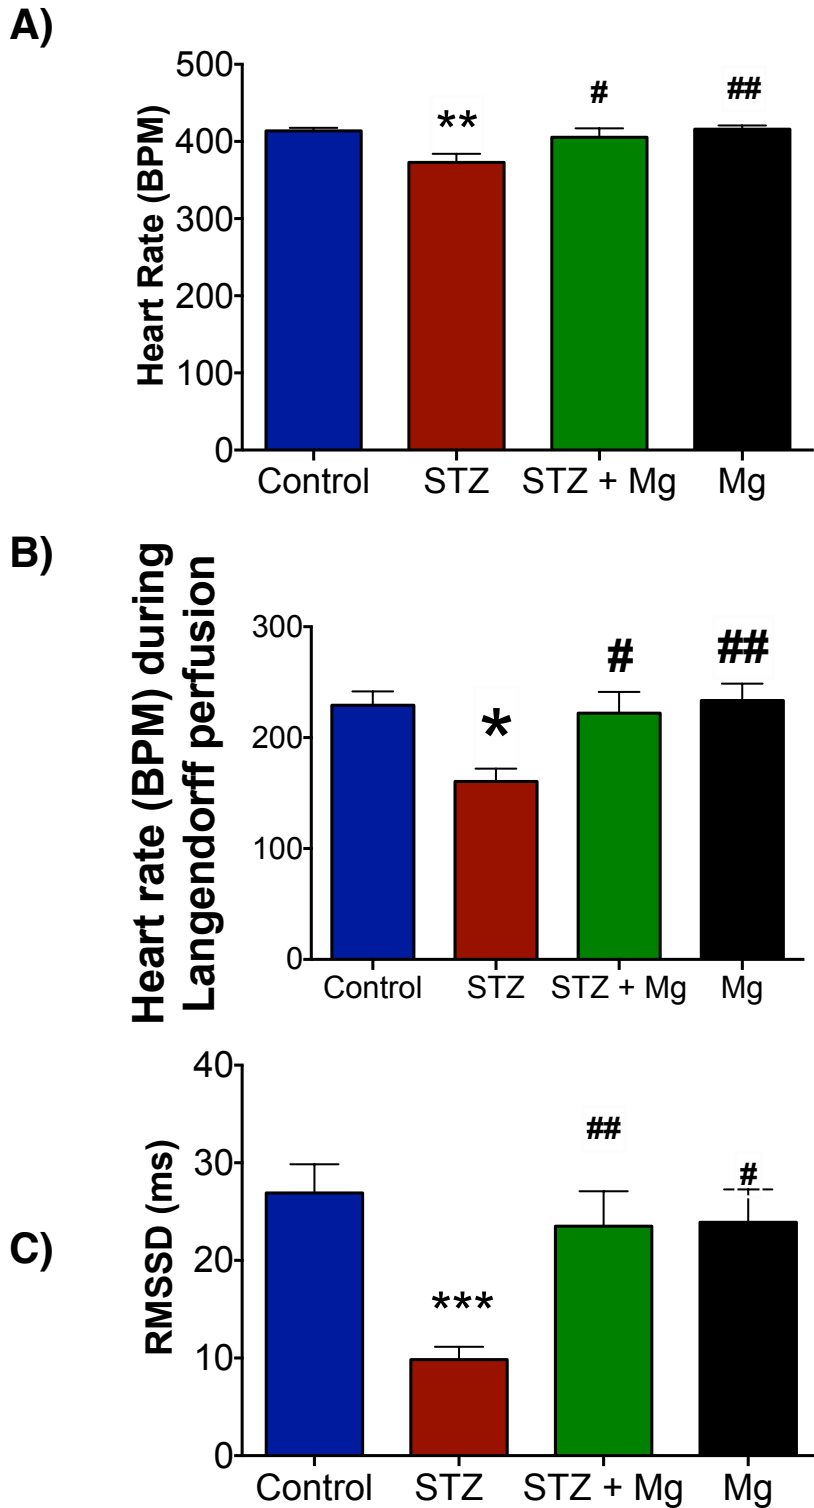 A)
Heart Rate (BPM)
500
400
300
200
100
0
**
#
##
Control STZ STZ + Mg Mg
B)
Heart rate (BPM) during
Langendorff perfusion
300
200
100
0
*
#
##
Control STZ STZ + Mg Mg
C)
RMSSD (ms)
40
30
20
10
0
***
##
#
Control STZ STZ + Mg Mg